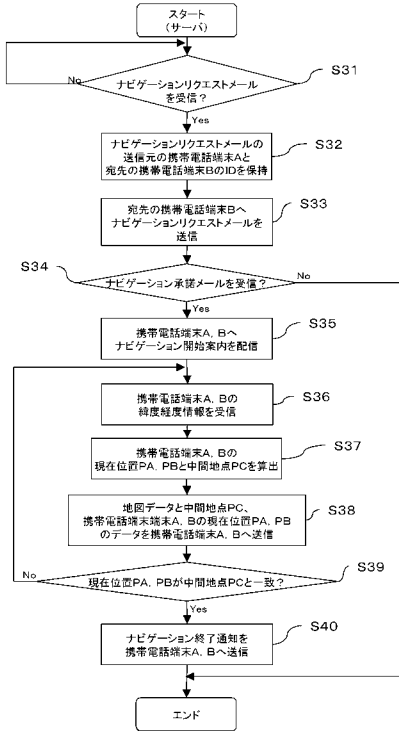 スタート
(サーバ)
S31
ナビゲーションリクエストメール
を受信?
No
Yes
S32
ナビゲーションリクエストメールの
送信元の携帯電話端末Aと
宛先の携帯電話端末BのIDを保持
S33
宛先の携帯電話端末Bへ
ナビゲーションリクエストメールを
送信
S34
ナビゲーション承諾メールを受信?
No
Yes
S35
携帯電話端末A, Bへ
ナビゲーション開始案内を配信
S36
携帯電話端末A, Bの
緯度経度情報を受信
S37
携帯電話端末A, Bの
現在位置PA, PBと中間地点PCを算出
S38
地図データと中間地点PC、
携帯電話端末端末A, Bの現在位置PA, PB
のデータを携帯電話端末A, Bへ送信
S39
No
現在位置PA, PBが中間地点PCと一致?
Yes
S40
ナビゲーション終了通知を
携帯電話端末A, Bへ送信
エンド